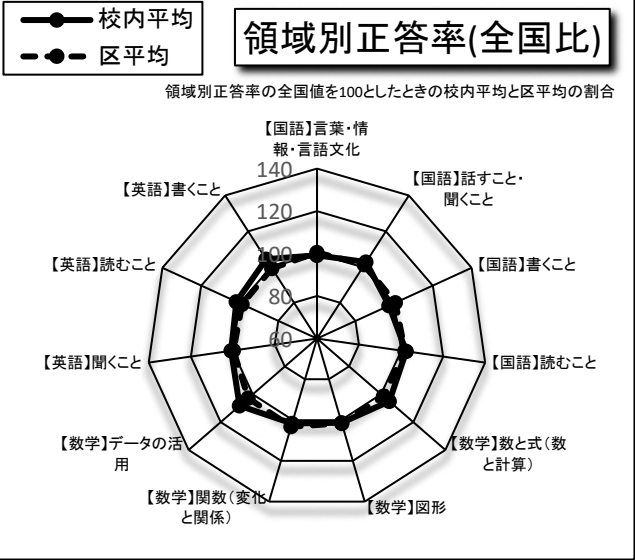 校内平均
区平均
領域別正答率(全国比)
領域別正答率の全国値を100としたときの校内平均と区平均の割合
【国語】言葉・情
報・言語文化
【国語】話すこと・
聞くこと
【国語】書くこと
【国語】読むこと
【数学】数と式(数
と計算)
【数学】図形
【数学】関数(変化
と関係)
【数学】データの活
用
【英語】聞くこと
【英語】読むこと
【英語】書くこと
140
120
100
80
60